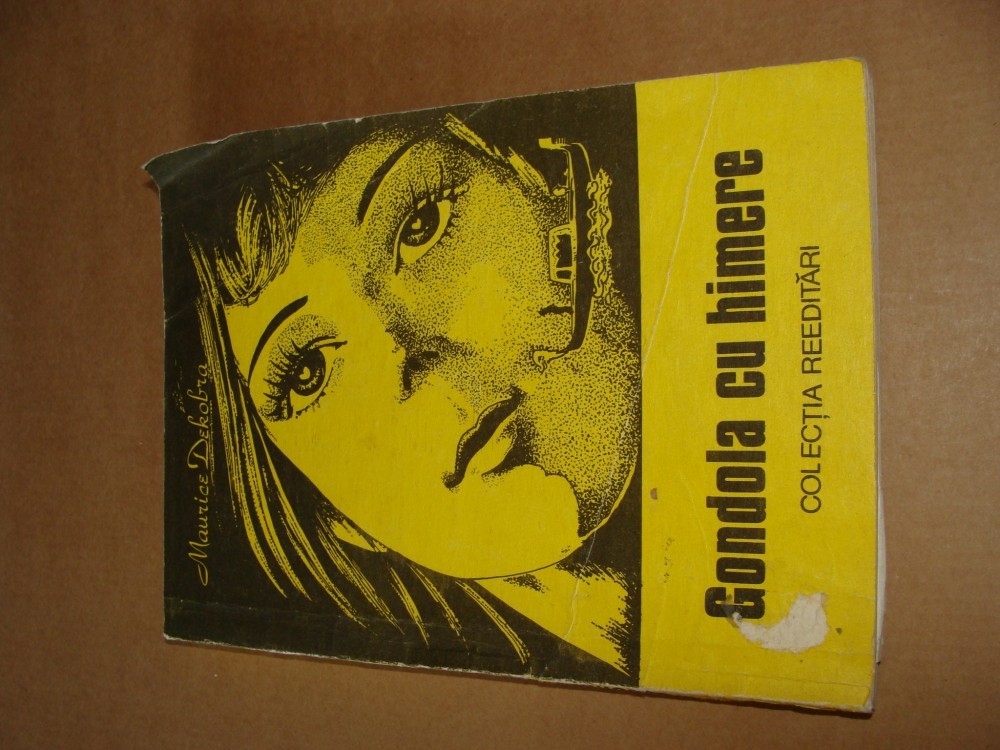 Maurice Dekobra
Gondola cu himere
COLECȚIA REEDITĂRI